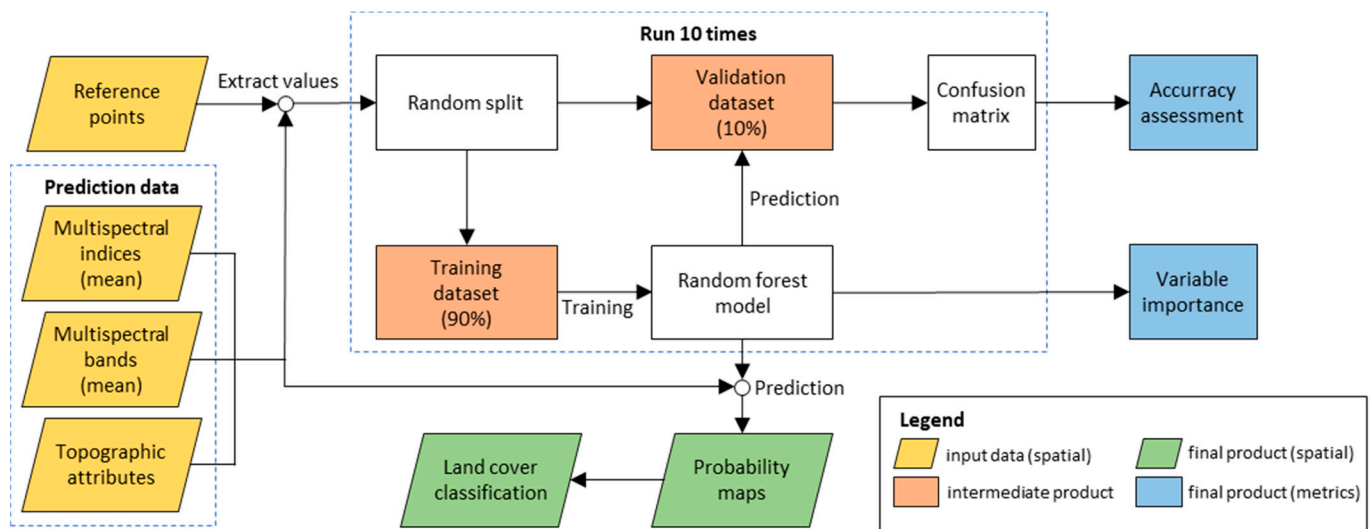 Run 10 times
Reference
points
Extract values
Random split
Validation
dataset
(10%)
Confusion
matrix
Accurracy
assessment
Prediction data
Multispectral
indices
(mean)
Prediction
Training
dataset
(90%)
Training
Random forest
model
Variable
importance
Multispectral
bands
(mean)
Prediction
Topographic
attributes
Land cover
classification
Probability
maps
Legend
input data (spatial)
final product (spatial)
intermediate product
final product (metrics)